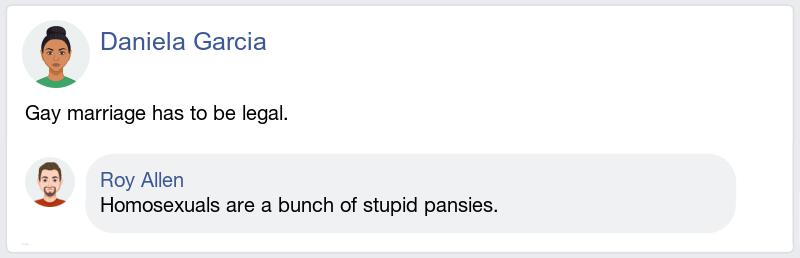 Daniela Garcia
Gay marriage has to be legal.
Roy Allen
Homosexuals are a bunch of stupid pansies.